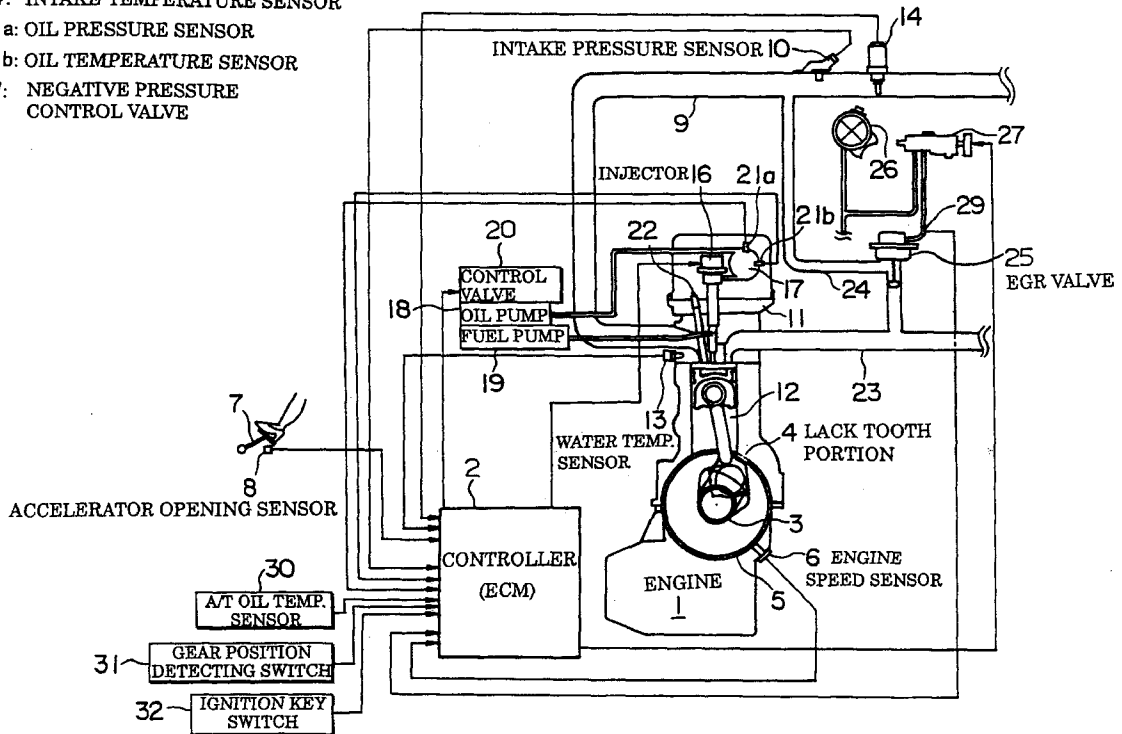 INTAKE TEMPERATURE SENSOR
a: OIL PRESSURE SENSOR
b: OIL TEMPERATURE SENSOR
: NEGATIVE PRESSURE
CONTROL VALVE
14
INTAKE PRESSURE SENSOR 10
9
26
27
INJECTOR 16
21a
21b
22
29
20
CONTROL
VALVE
18
OIL PUMP
FUEL PUMP
19
17
24
25
EGR VALVE
11
23
13
12
WATER TEMP.
SENSOR
4 LACK TOOTH
PORTION
7
8
ACCELERATOR OPENING SENSOR
2
CONTROLLER
(ECM)
3
6 ENGINE
SPEED SENSOR
ENGINE
1
5
30
A/T OIL TEMP.
SENSOR
31
GEAR POSITION
DETECTING SWITCH
32
IGNITION KEY
SWITCH